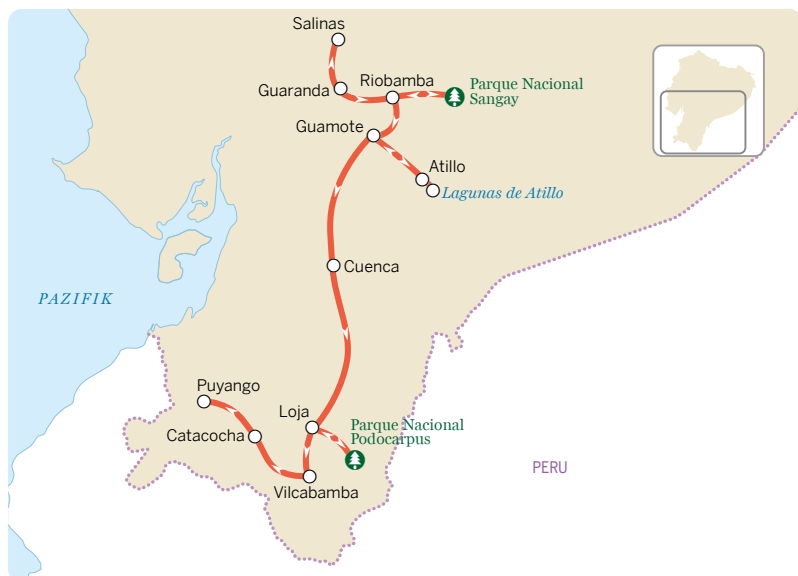 Salinas
Guaranda
Riobamba
Parque Nacional
Sangay
Guamote
Atillo
Lagunas de Atillo
Cuenca
PAZIFIK
Puyango
Loja
Parque Nacional
Podocarpus
Catacocha
Vilcabamba
PERU